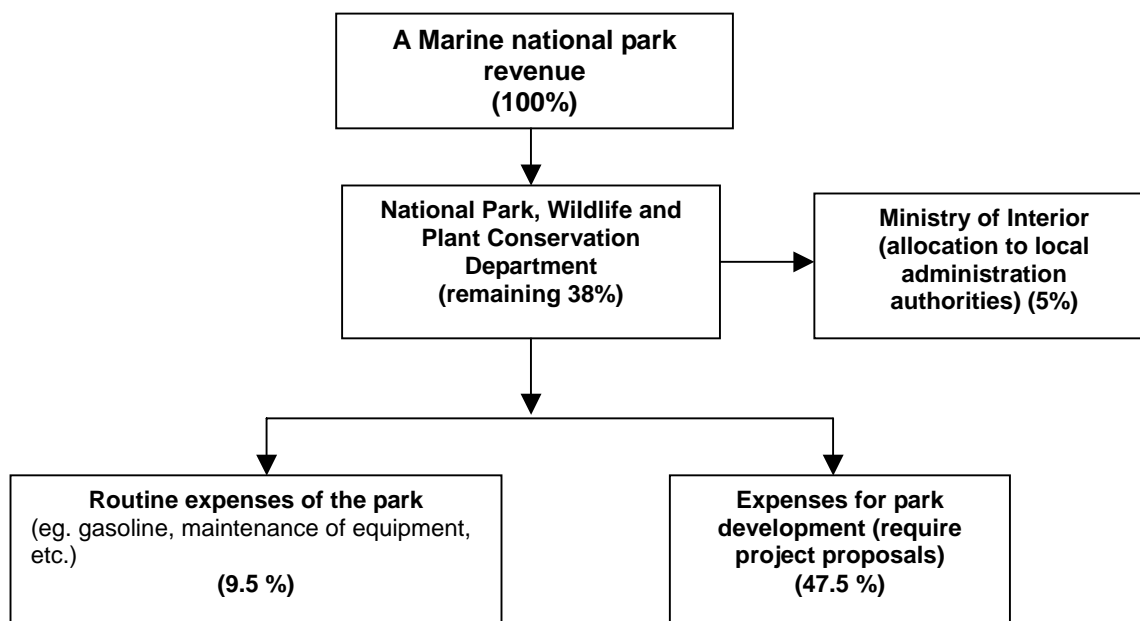 A Marine national park
revenue
(100%)
National Park, Wildlife and
Plant Conservation
Department
(remaining 38%)
Ministry of Interior
(allocation to local
administration
authorities) (5%)
Routine expenses of the park
(eg. gasoline, maintenance of equipment,
etc.)
(9.5 %)
Expenses for park
development (require
project proposals)
(47.5 %)